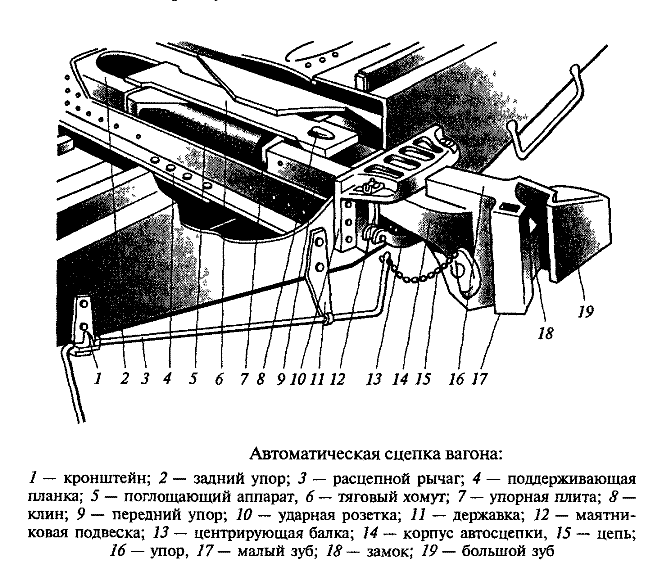 19
18
1 2 3 4 5 6 7 8 9 10 11 12 13 14 15 16 17
Автоматическая сцепка вагона:
1 — кронштейн; 2 — задний упор; 3 — расцепной рычаг; 4 — поддерживающая
планка; 5 — поглощающий аппарат, 6 — тяговый хомут; 7 — упорная плита; 8 —
клин; 9 — передний упор; 10 — ударная розетка; 11 — державка; 12 — маятни-
ковая подвеска; 13 — центрирующая балка; 14 — корпус автосцепки, 15 — цепь;
16 — упор, 17 — малый зуб; 18 — замок; 19 — большой зуб